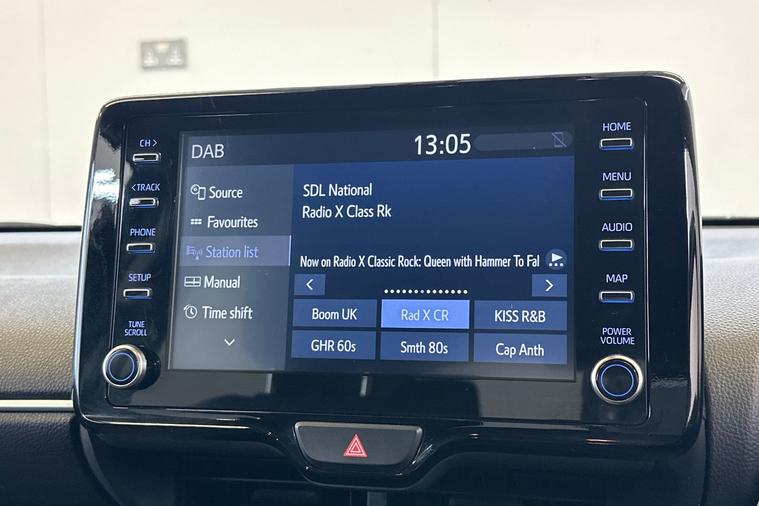 DAB
13:05
CH >
< TRACK
PHONE
SETUP
TUNE
SCROLL
Source
Favourites
Station list
Manual
Time shift
SDL National
Radio X Class Rk
Now on Radio X Classic Rock: Queen with Hammer To Fal
< >
Boom UK
Rad X CR
KISS R&B
GHR 60s
Smth 80s
Cap Anth
HOME
MENU
AUDIO
MAP
POWER
VOLUME